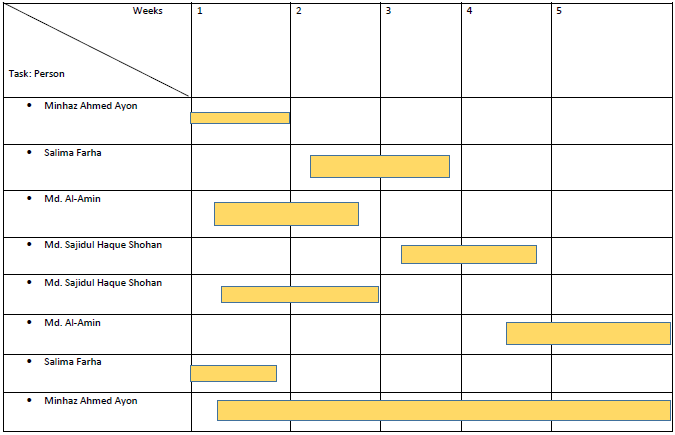 Weeks 1 2 3 4 5
Task: Person
• Minhaz Ahmed Ayon
• Salima Farha
• Md. Al-Amin
• Md. Sajidul Haque Shohan
• Md. Sajidul Haque Shohan
• Md. Al-Amin
• Salima Farha
• Minhaz Ahmed Ayon